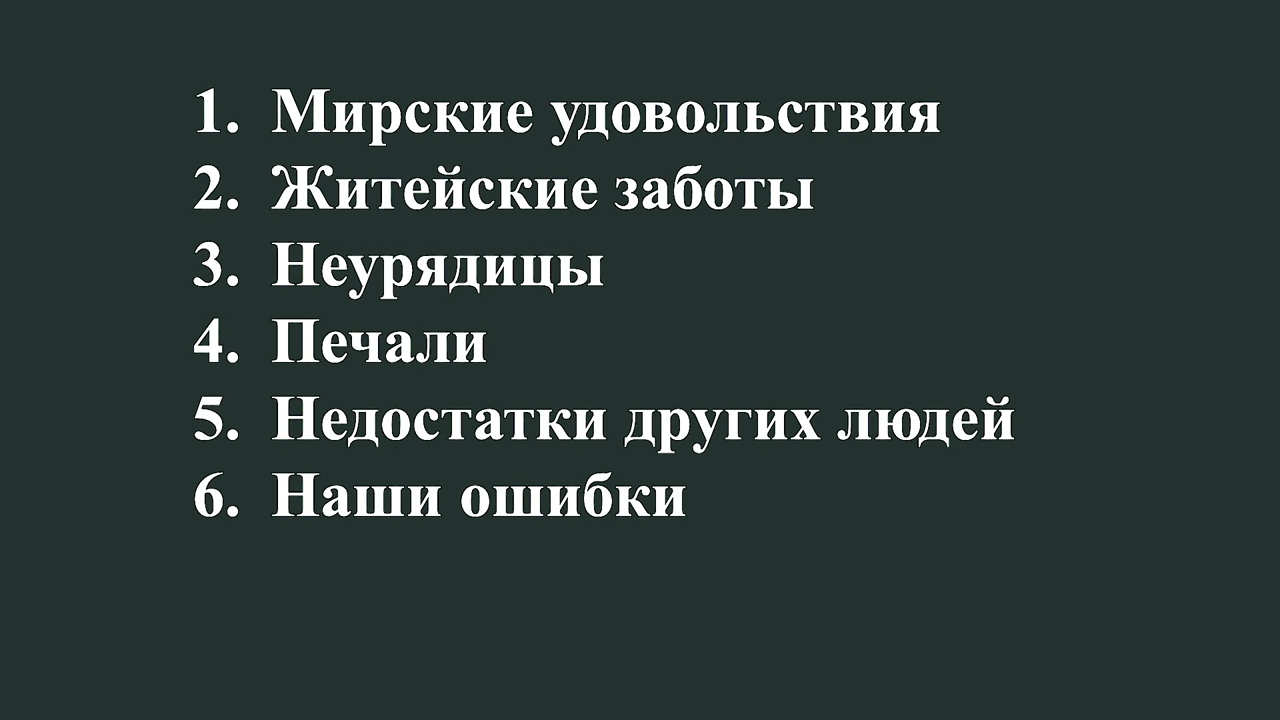 1. Мирские удовольствия
2. Житейские заботы
3. Неурядицы
4. Печали
5. Недостатки других людей
6. Наши ошибки